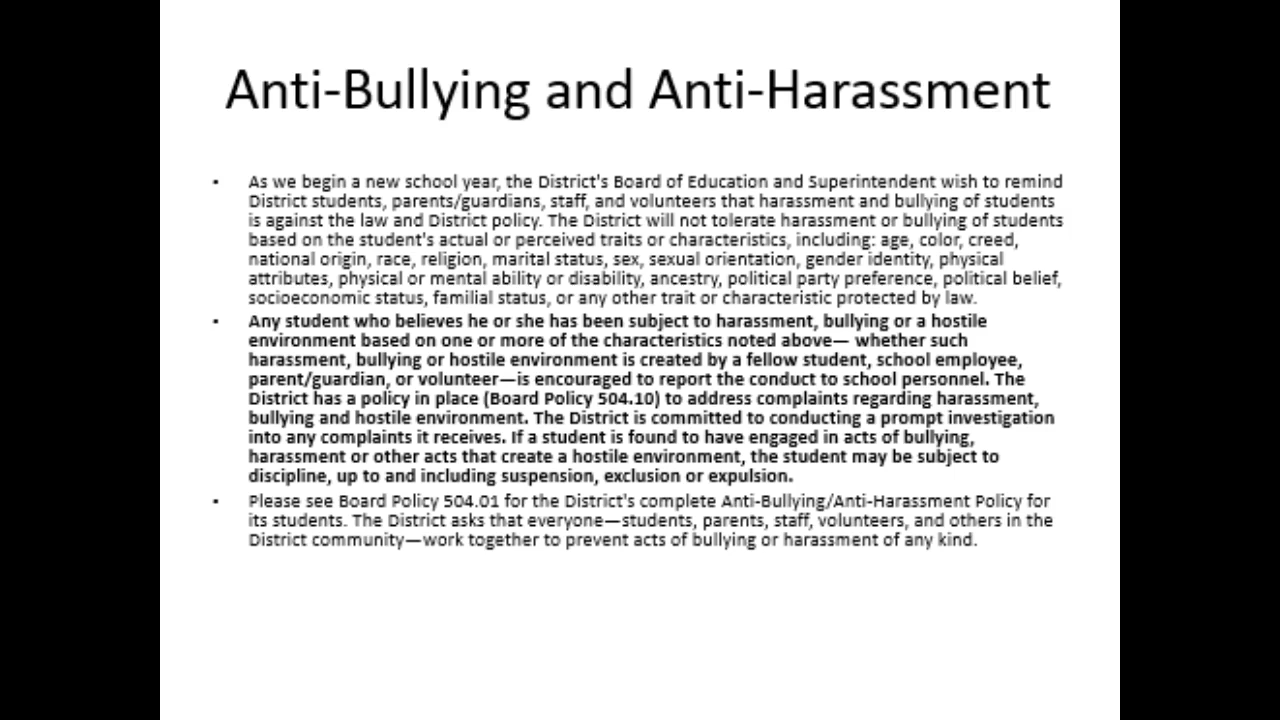 Anti-Bullying and Anti-Harassment
• As we begin a new school year, the District's Board of Education and Superintendent wish to remind
District students, parents/guardians, staff, and volunteers that harassment and bullying of students
is against the law and District policy. The District will not tolerate harassment or bullying of students
based on the student's actual or perceived traits or characteristics, including: age, color, creed,
national origin, race, religion, marital status, sex, sexual orientation, gender identity, physical
attributes, physical or mental ability or disability, ancestry, political party preference, political belief,
socioeconomic status, familial status, or any other trait or characteristic protected by law.
• Any student who believes he or she has been subject to harassment, bullying or a hostile
environment based on one or more of the characteristics noted above— whether such
harassment, bullying or hostile environment is created by a fellow student, school employee,
parent/guardian, or volunteer—is encouraged to report the conduct to school personnel. The
District has a policy in place (Board Policy 504.10) to address complaints regarding harassment,
bullying and hostile environment. The District is committed to conducting a prompt investigation
into any complaints it receives. If a student is found to have engaged in acts of bullying,
harassment or other acts that create a hostile environment, the student may be subject to
discipline, up to and including suspension, exclusion or expulsion.
• Please see Board Policy 504.01 for the District's complete Anti-Bullying/Anti-Harassment Policy for
its students. The District asks that everyone—students, parents, staff, volunteers, and others in the
District community—work together to prevent acts of bullying or harassment of any kind.